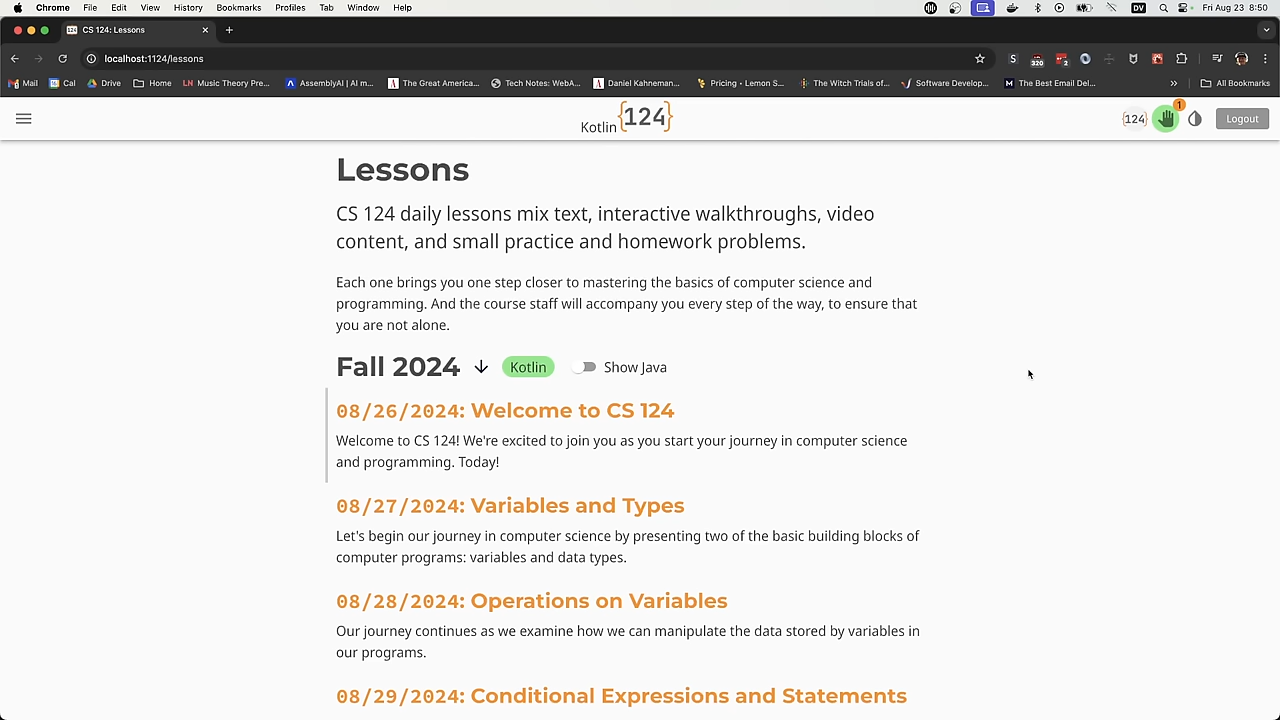 Chrome File Edit View History Bookmarks Profiles Tab Window Help DV Fri Aug 23 8:50
CS 124: Lessons
localhost:1124/lessons 320
Mail Cal Drive Home Music Theory Pre... AssemblyAI | AI m... The Great America... Tech Notes: WebA... Daniel Kahneman... Pricing • Lemon S... The Witch Trials of... Software Develop... The Best Email Del... » All Bookmarks
Kotlin {124} {124} 1 Logout
Lessons
CS 124 daily lessons mix text, interactive walkthroughs, video
content, and small practice and homework problems.
Each one brings you one step closer to mastering the basics of computer science and
programming. And the course staff will accompany you every step of the way, to ensure that
you are not alone.
Fall 2024 Kotlin Show Java
08/26/2024: Welcome to CS 124
Welcome to CS 124! We're excited to join you as you start your journey in computer science
and programming. Today!
08/27/2024: Variables and Types
Let's begin our journey in computer science by presenting two of the basic building blocks of
computer programs: variables and data types.
08/28/2024: Operations on Variables
Our journey continues as we examine how we can manipulate the data stored by variables in
our programs.
08/29/2024: Conditional Expressions and Statements